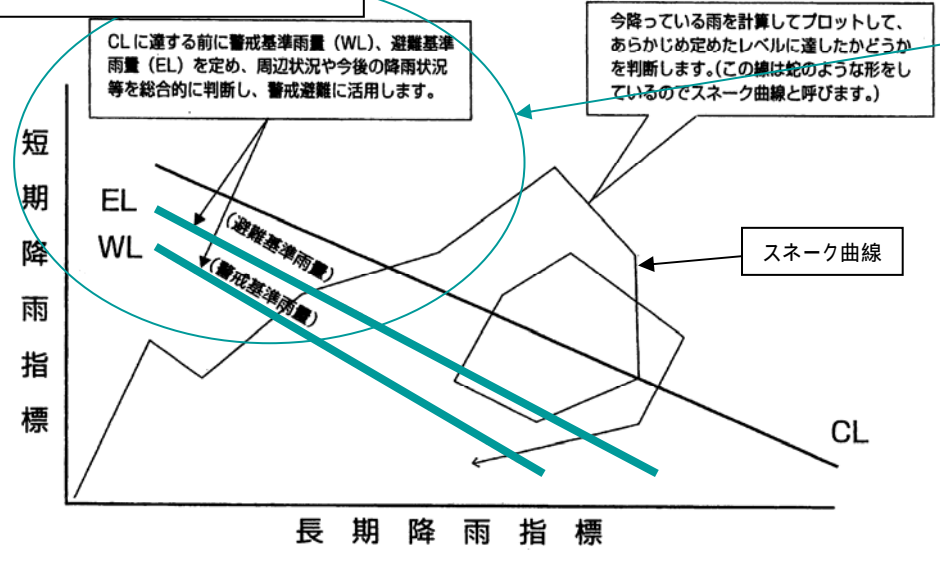 CLに達する前に警戒基準雨量（WL）、避難基準
雨量（EL）を定め、周辺状況や今後の降雨状況
等を総合的に判断し、警戒避難に活用します。
今降っている雨を計算してプロットして、
あらかじめ定めたレベルに達したかどうか
を判断します。（この線は蛇のような形をし
ているのでスネーク曲線と呼びます。）
短期降雨指標
EL
WL
（避難基準雨量）
（警戒基準雨量）
スネーク曲線
CL
長期降雨指標